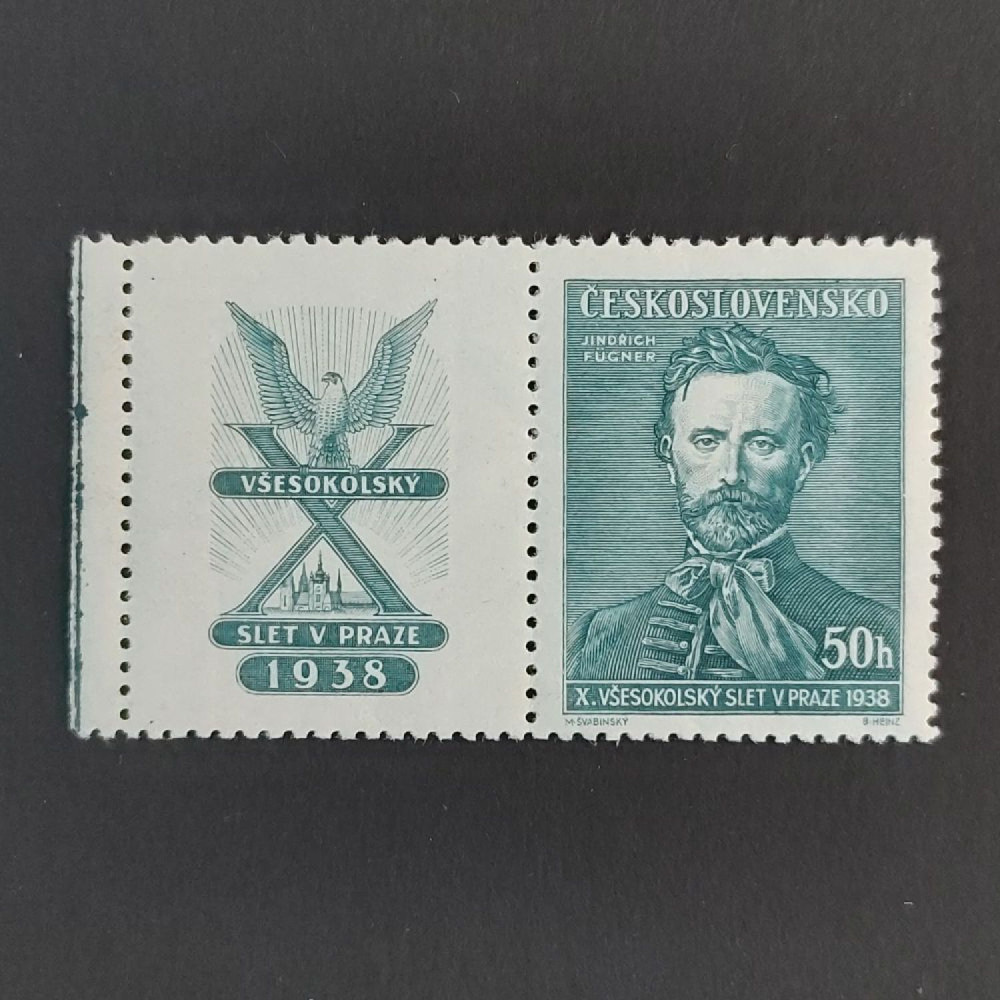 X
VŠESOKOLSKÝ
SLET V PRAZE
1938
ČESKOSLOVENSKO
JINDŘICH
FÜGNER
50h
X. VŠESOKOLSKÝ SLET V PRAZE 1938
M·ŠVABINSKÝ
B·HEINZ